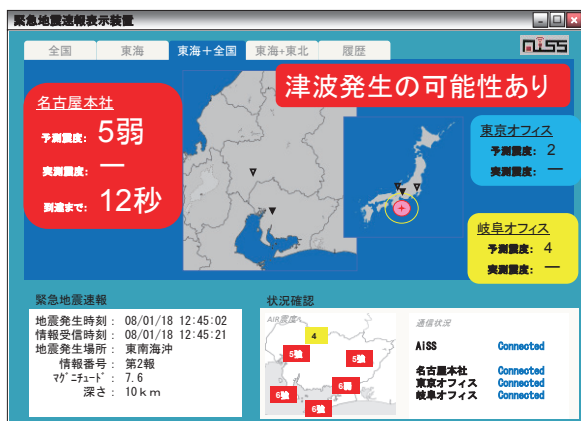 緊急地震速報表示装置
全国 東海 東海＋全国 東海+東北 履歴
AiSS
津波発生の可能性あり
名古屋本社
予測震度: 5弱
実測震度: ー
到達まで: 12秒
東京オフィス
予測震度: 2
実測震度: ー
岐阜オフィス
予測震度: 4
実測震度: ー
緊急地震速報
地震発生時刻 : 08/01/18 12:45:02
情報受信時刻 : 08/01/18 12:45:21
地震発生場所 : 東南海沖
情報番号 : 第2報
マグニチュード : 7.6
深さ : 10km
状況確認
AIR震度
4
5強 5強
6強 6弱
6強
通信状況
AiSS Connected
名古屋本社 Connected
東京オフィス Connected
岐阜オフィス Connected